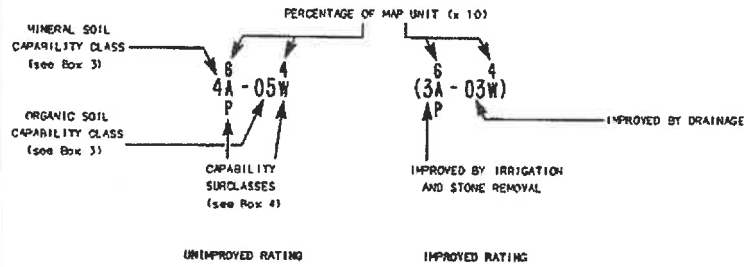 PERCENTAGE OF MAP UNIT (x 10)
MINERAL SOIL
CAPABILITY CLASS
(see Box 3)
6 4
4A - 05W
P
6 4
(3A - 03W)
P
ORGANIC SOIL
CAPABILITY CLASS
(see Box 3)
IMPROVED BY DRAINAGE
CAPABILITY
SUBCLASSES
(see Box 4)
IMPROVED BY IRRIGATION
AND STONE REMOVAL
UNIMPROVED RATING
IMPROVED RATING